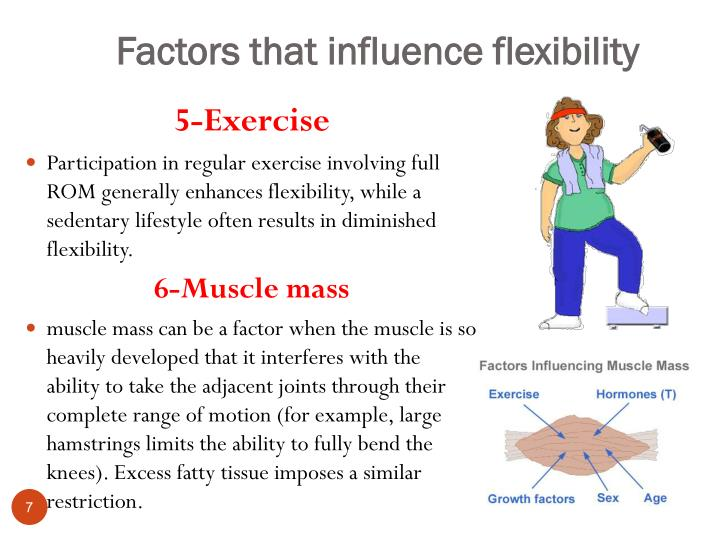 Factors that influence flexibility
5-Exercise
• Participation in regular exercise involving full
ROM generally enhances flexibility, while a
sedentary lifestyle often results in diminished
flexibility.
6-Muscle mass
• muscle mass can be a factor when the muscle is so
heavily developed that it interferes with the
ability to take the adjacent joints through their
complete range of motion (for example, large
hamstrings limits the ability to fully bend the
knees). Excess fatty tissue imposes a similar
restriction.
Factors Influencing Muscle Mass
Exercise Hormones (T)
Growth factors Sex Age
7